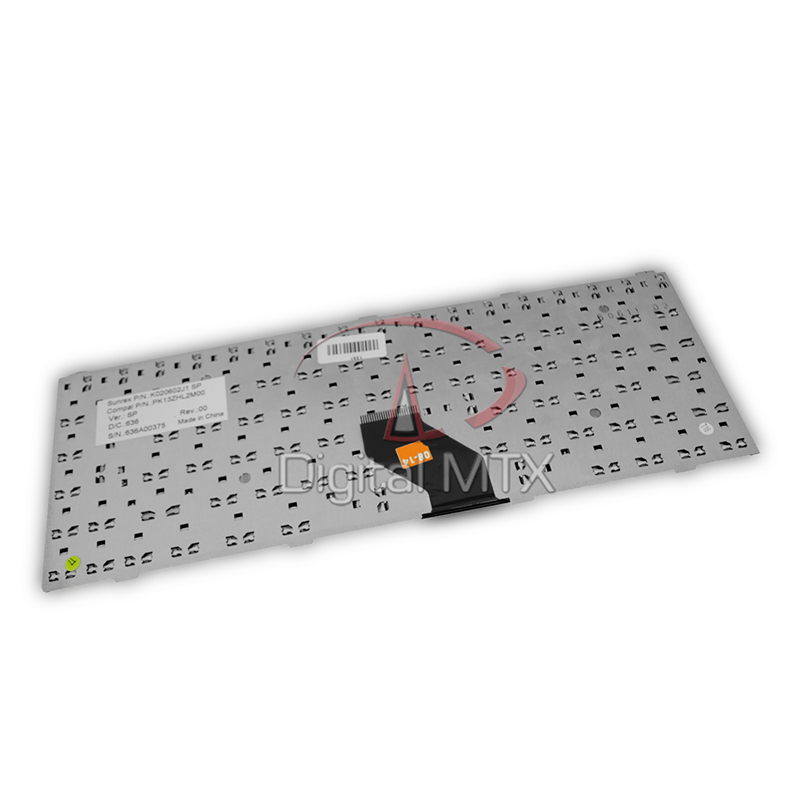 Sunrex P/N.:K020602J1 SP
Compal P/N.:PK13ZHL2M00
Ver.: SP
Rev.:00
D/C.:636
Made in China
S/N.:636A00375
08-14
Digital MTX